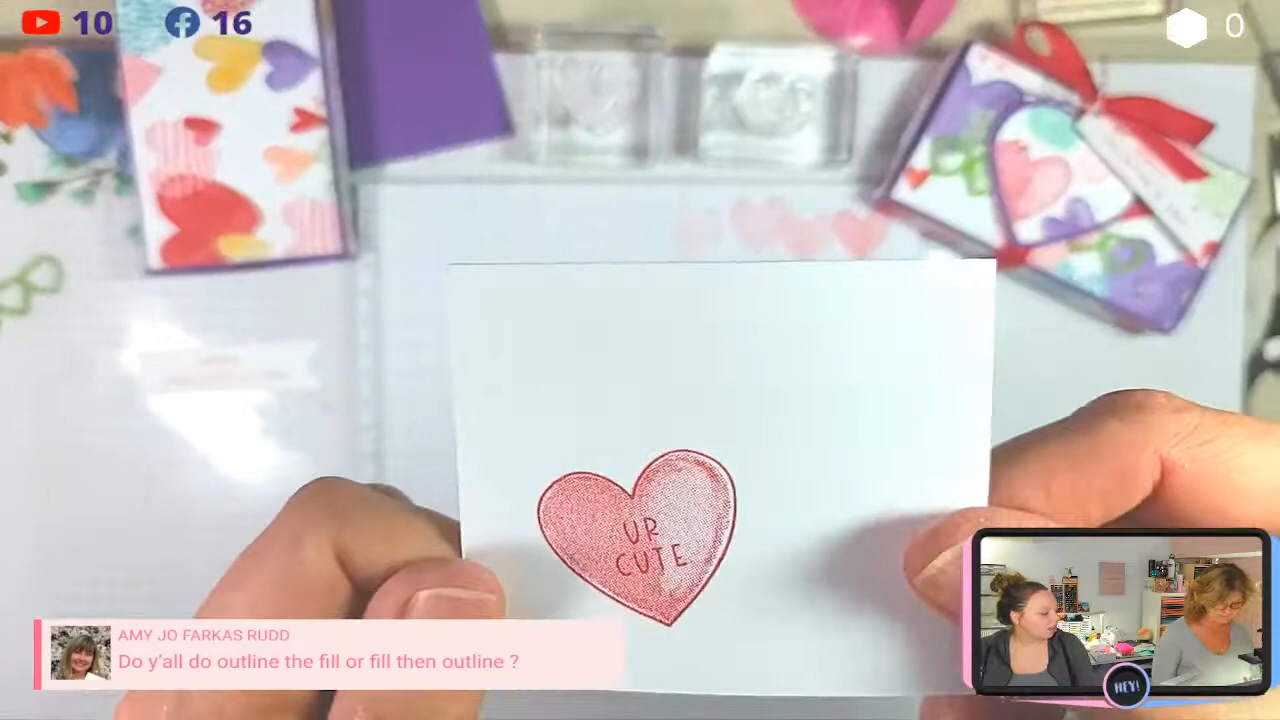 10
16
0
UR
CUTE
AMY JO FARKAS RUDD
Do y'all do outline the fill or fill then outline ?
HEY!